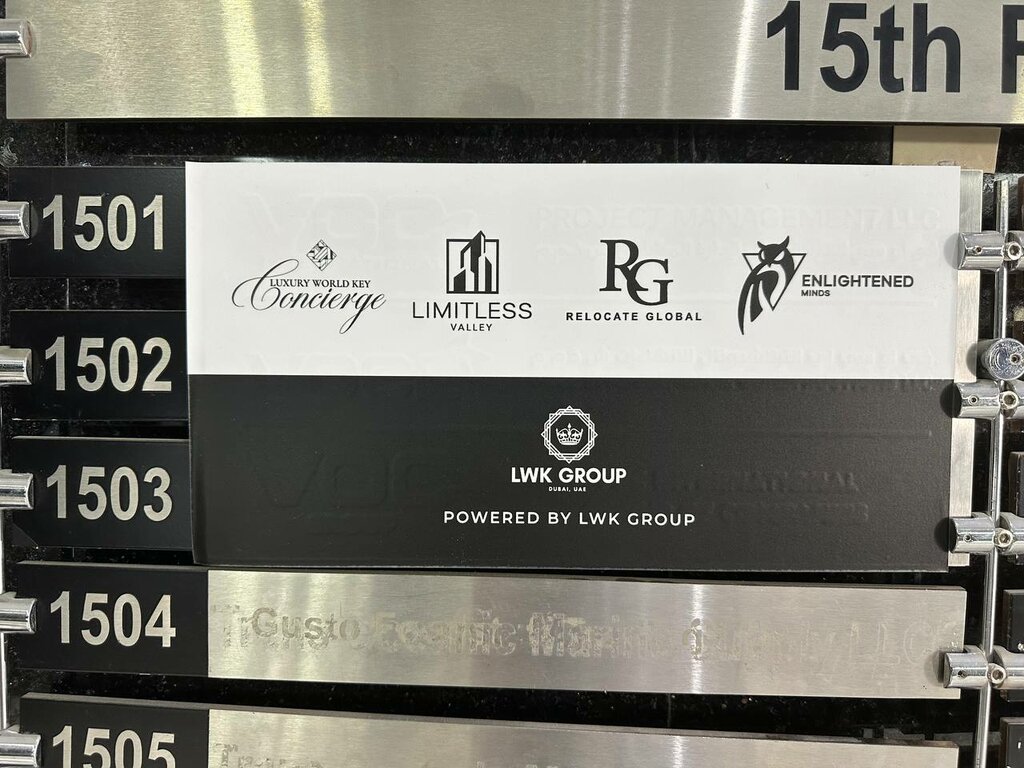 15th
1501
LUXURY WORLD KEY
Concierge
LIMITLESS
VALLEY
RG
RELOCATE GLOBAL
ENLIGHTENED
MINDS
1502
LWK GROUP
DUBAI, UAE
POWERED BY LWK GROUP
1503
1504
Gusto
1505